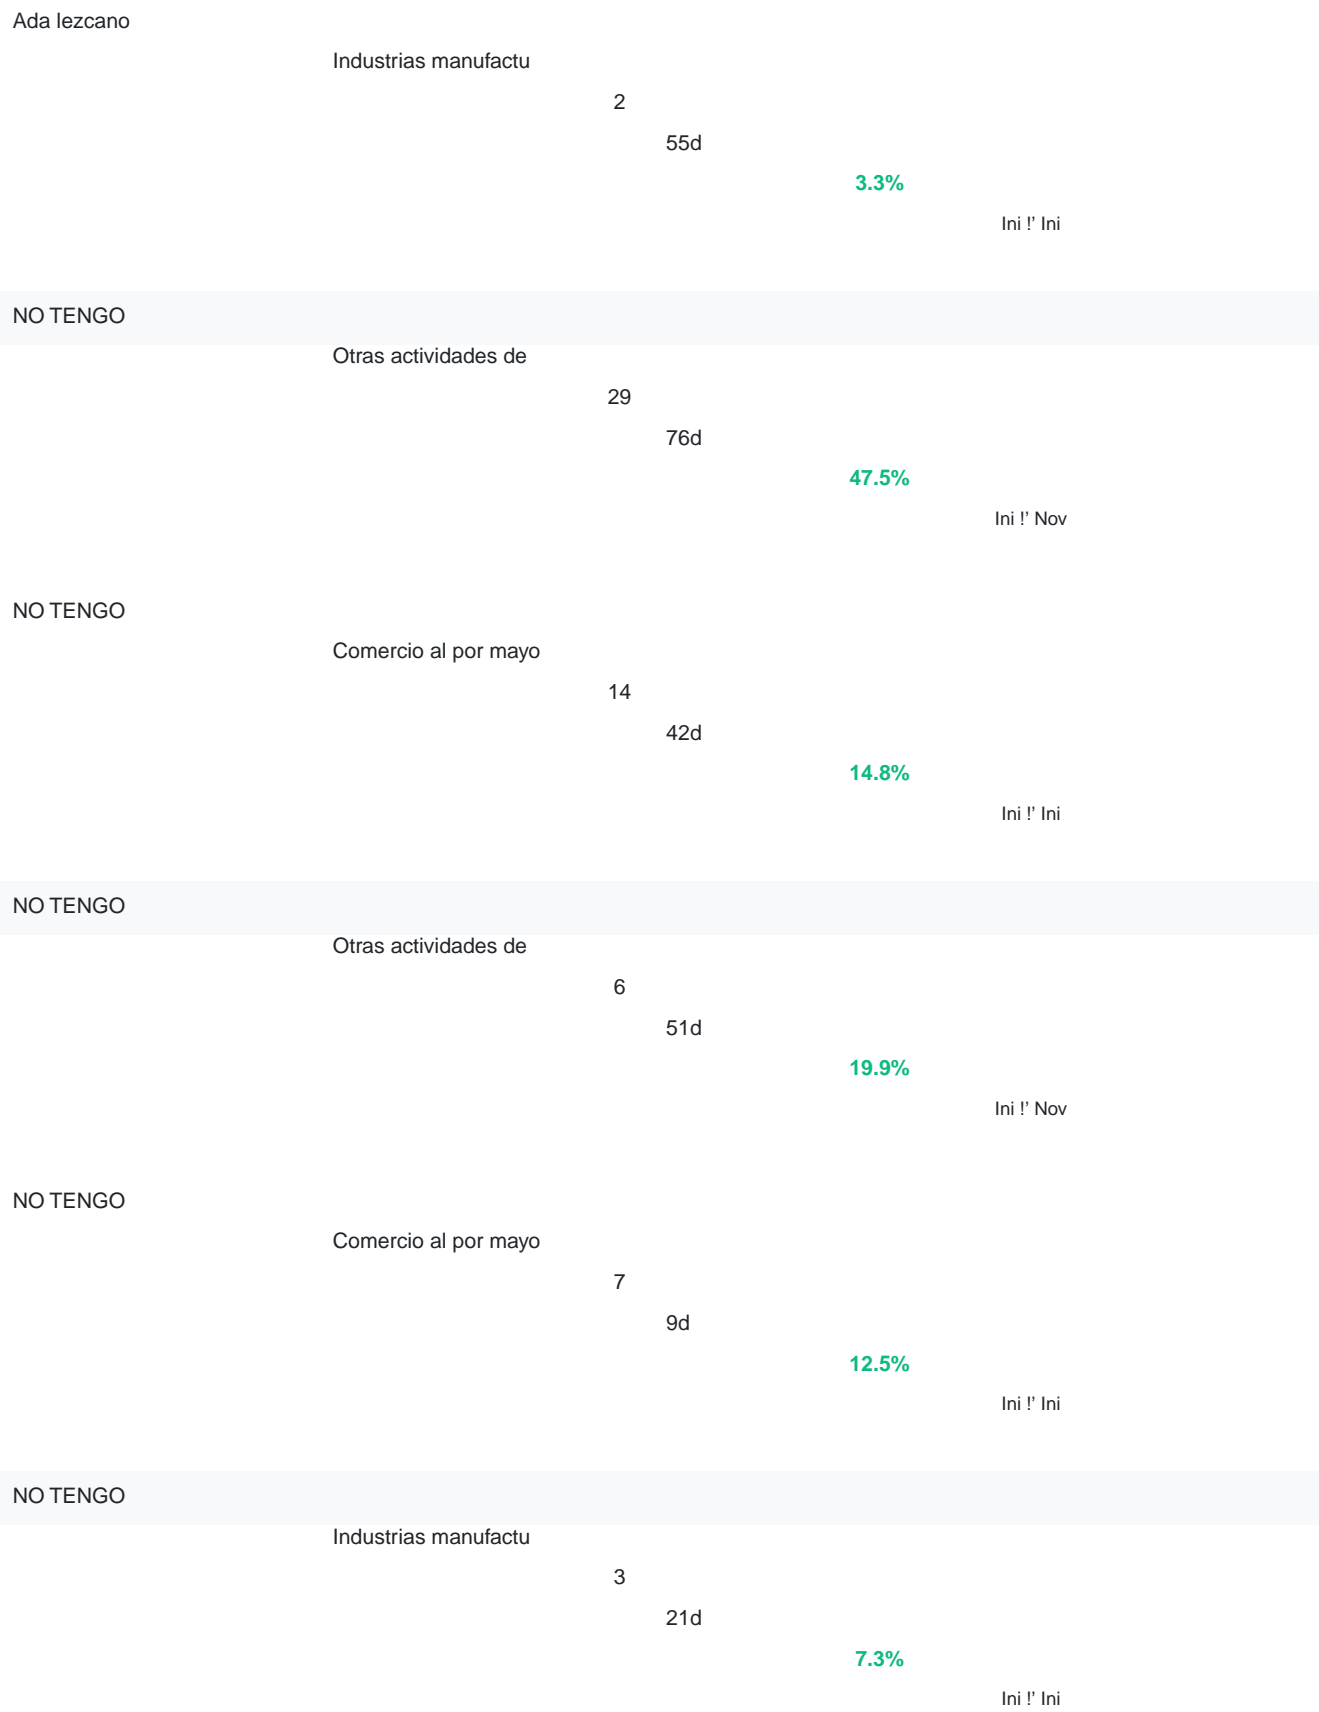 Ada lezcano
Industrias manufactu
2
55d
3.3%
Ini !’ Ini
NO TENGO
Otras actividades de
29
76d
47.5%
Ini !’ Nov
NO TENGO
Comercio al por mayo
14
42d
14.8%
Ini !’ Ini
NO TENGO
Otras actividades de
6
51d
19.9%
Ini !’ Nov
NO TENGO
Comercio al por mayo
7
9d
12.5%
Ini !’ Ini
NO TENGO
Industrias manufactu
3
21d
7.3%
Ini !’ Ini